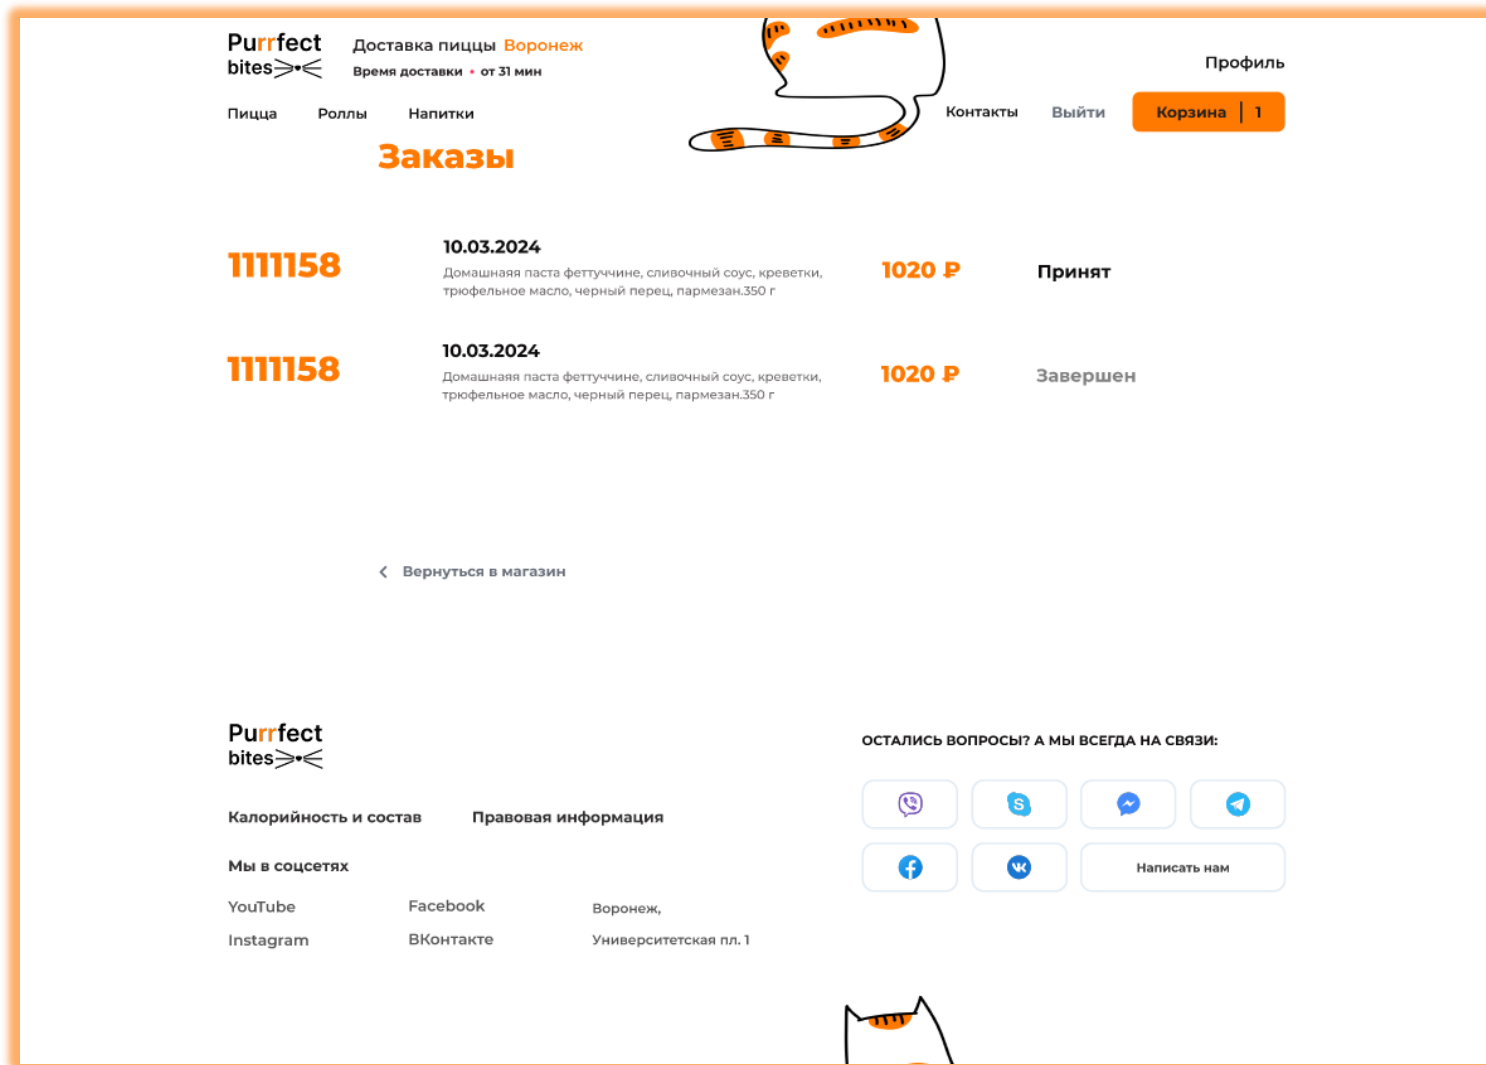 Purrfect
bites
Доставка пиццы Воронеж
Время доставки • от 31 мин
Профиль
Пицца Роллы Напитки
Контакты Выйти Корзина | 1
Заказы
1111158
10.03.2024
Домашнаяя паста феттуччине, сливочный соус, креветки,
трюфельное масло, черный перец, пармезан.350 г
1020 ₽
Принят
1111158
10.03.2024
Домашнаяя паста феттуччине, сливочный соус, креветки,
трюфельное масло, черный перец, пармезан.350 г
1020 ₽
Завершен
Вернуться в магазин
Purrfect
bites
Калорийность и состав Правовая информация
Мы в соцсетях
YouTube Facebook
Instagram ВКонтакте
Воронеж,
Университетская пл. 1
ОСТАЛИСЬ ВОПРОСЫ? А МЫ ВСЕГДА НА СВЯЗИ:
Написать нам